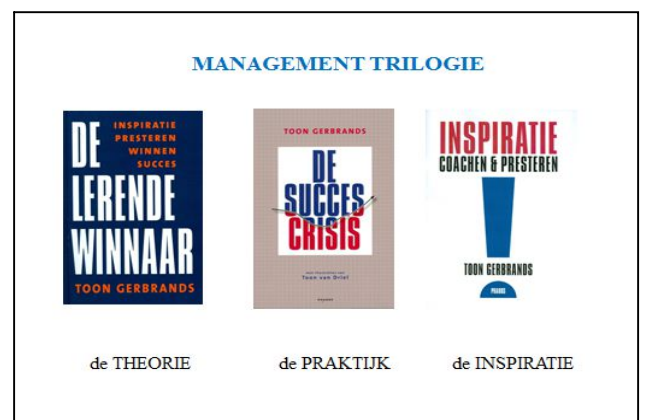 MANAGEMENT TRILOGIE
DE
INSPIRATIE
PRESTEREN
WINNEN
SUCCES
LERENDE
WINNAAR
TOON GERBRANDS
TOON GERBRANDS
DE
SUCCES
CRISIS
Toon van Driel
INSPIRATIE
COACHEN & PRESTEREN
!
TOON GERBRANDS
de THEORIE
de PRAKTIJK
de INSPIRATIE